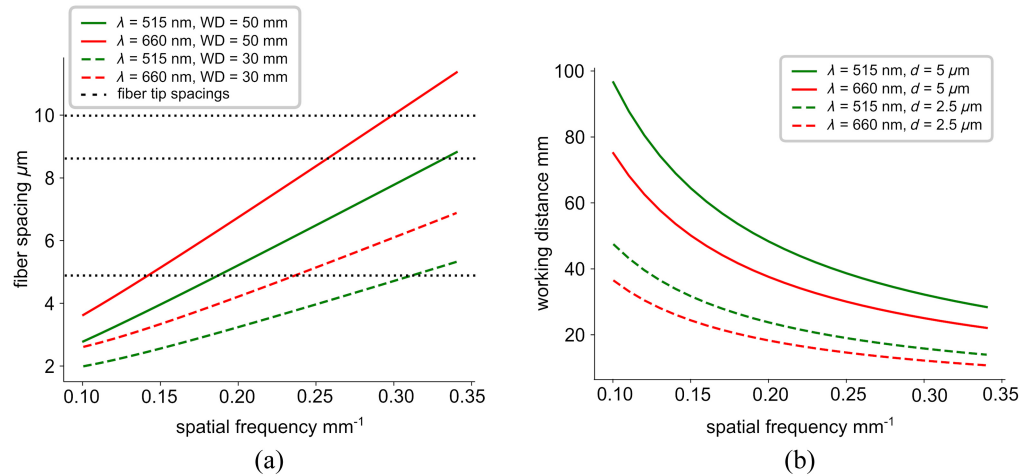 λ = 515 nm, WD = 50 mm
λ = 660 nm, WD = 50 mm
λ = 515 nm, WD = 30 mm
λ = 660 nm, WD = 30 mm
fiber tip spacings
10
8
6
4
2
fiber spacing µm
0.10 0.15 0.20 0.25 0.30 0.35
spatial frequency mm⁻¹
(a)
λ = 515 nm, d = 5 µm
λ = 660 nm, d = 5 µm
λ = 515 nm, d = 2.5 µm
λ = 660 nm, d = 2.5 µm
100
80
60
40
20
working distance mm
0.10 0.15 0.20 0.25 0.30 0.35
spatial frequency mm⁻¹
(b)